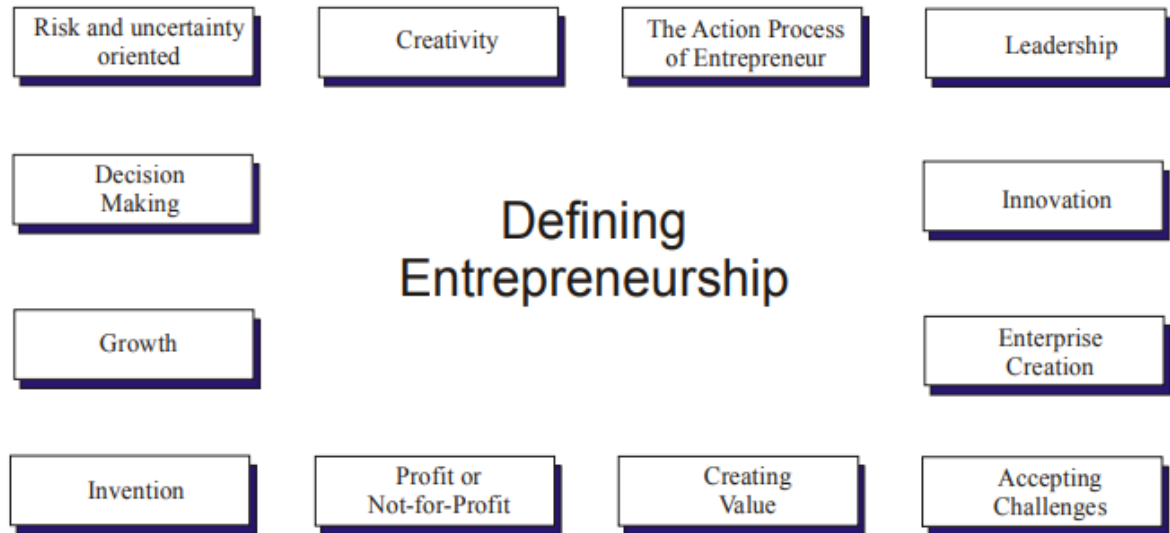 Risk and uncertainty
oriented
Creativity
The Action Process
of Entrepreneur
Leadership
Decision
Making
Defining
Entrepreneurship
Innovation
Growth
Enterprise
Creation
Invention
Profit or
Not-for-Profit
Creating
Value
Accepting
Challenges